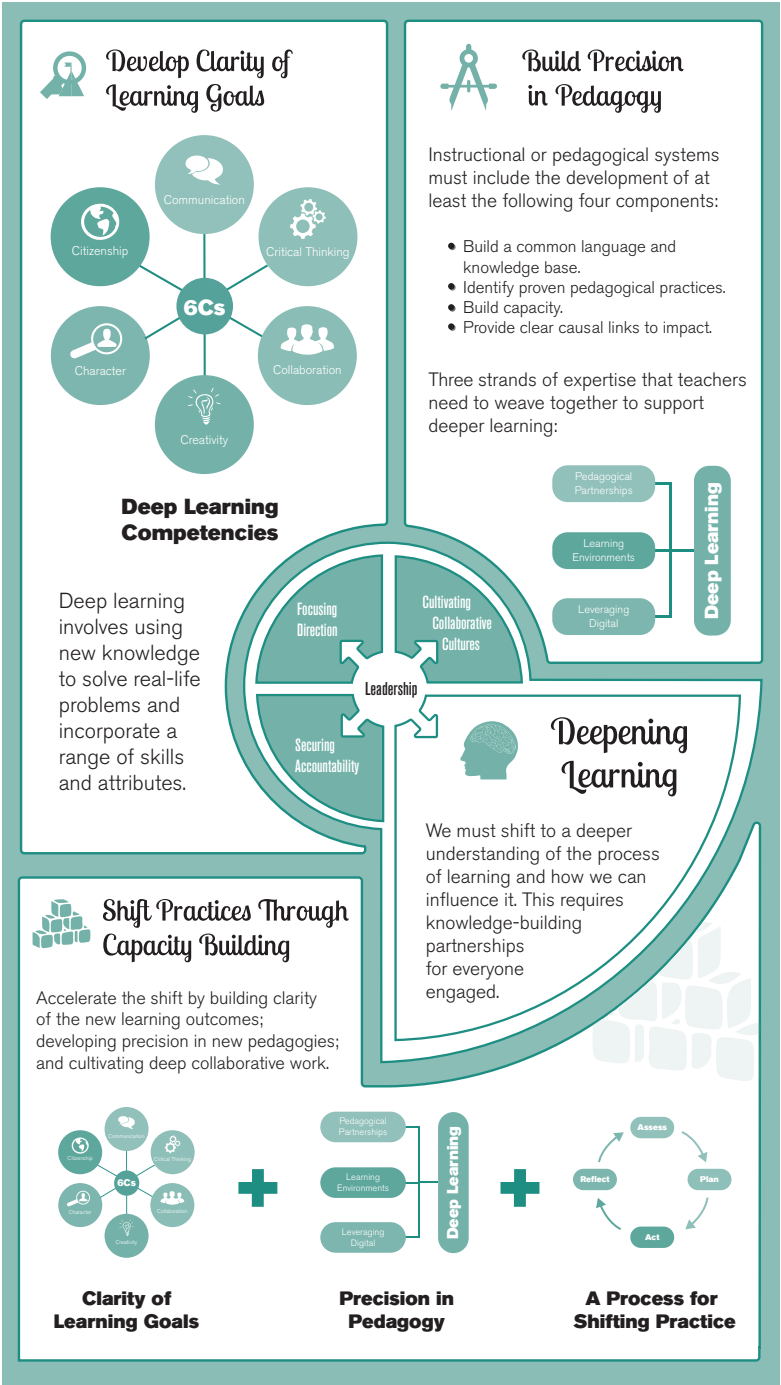 Develop Clarity of
Learning Goals
Communication
Citizenship
Critical Thinking
6Cs
Character
Collaboration
Creativity
Deep Learning
Competencies
Deep learning
involves using
new knowledge
to solve real-life
problems and
incorporate a
range of skills
and attributes.
Build Precision
in Pedagogy
Instructional or pedagogical systems
must include the development of at
least the following four components:
• Build a common language and
knowledge base.
• Identify proven pedagogical practices.
• Build capacity.
• Provide clear causal links to impact.
Three strands of expertise that teachers
need to weave together to support
deeper learning:
Pedagogical
Partnerships
Learning
Environments
Leveraging
Digital
Deep Learning
Focusing
Direction
Cultivating
Collaborative
Cultures
Leadership
Securing
Accountability
Deepening
Learning
We must shift to a deeper
understanding of the process
of learning and how we can
influence it. This requires
knowledge-building
partnerships
for everyone
engaged.
Shift Practices Through
Capacity Building
Accelerate the shift by building clarity
of the new learning outcomes;
developing precision in new pedagogies;
and cultivating deep collaborative work.
Communication
Citizenship
Critical Thinking
6Cs
Character
Collaboration
Creativity
Clarity of
Learning Goals
Pedagogical
Partnerships
Learning
Environments
Leveraging
Digital
Deep Learning
Precision in
Pedagogy
Assess
Reflect
Plan
Act
A Process for
Shifting Practice